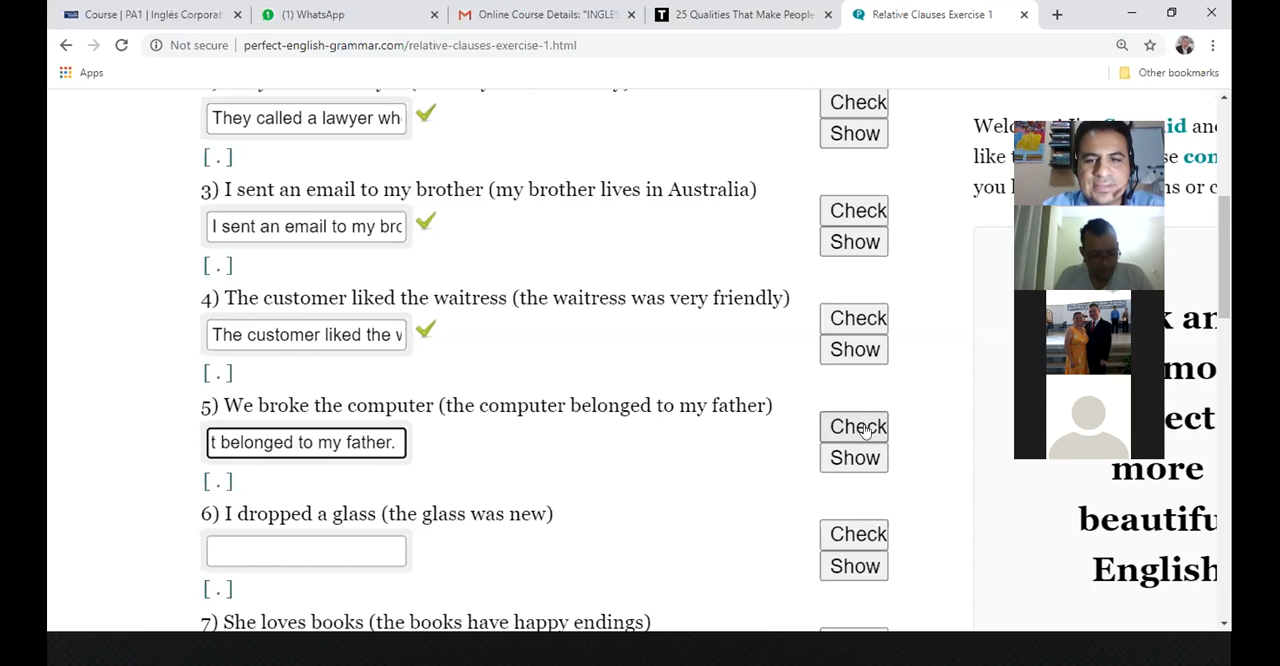 Course | PA1 | Inglés Corporat
(1) WhatsApp
Online Course Details: "INGLES
25 Qualities That Make People
Relative Clauses Exercise 1
Not secure | perfect-english-grammar.com/relative-clauses-exercise-1.html
Apps
Other bookmarks
They called a lawyer wh
Check
Show
[ . ]
3) I sent an email to my brother (my brother lives in Australia)
I sent an email to my bro
Check
Show
[ . ]
4) The customer liked the waitress (the waitress was very friendly)
The customer liked the w
Check
Show
[ . ]
5) We broke the computer (the computer belonged to my father)
t belonged to my father.
Check
Show
[ . ]
6) I dropped a glass (the glass was new)
Check
Show
[ . ]
7) She loves books (the books have happy endings)
more
beautifu
English